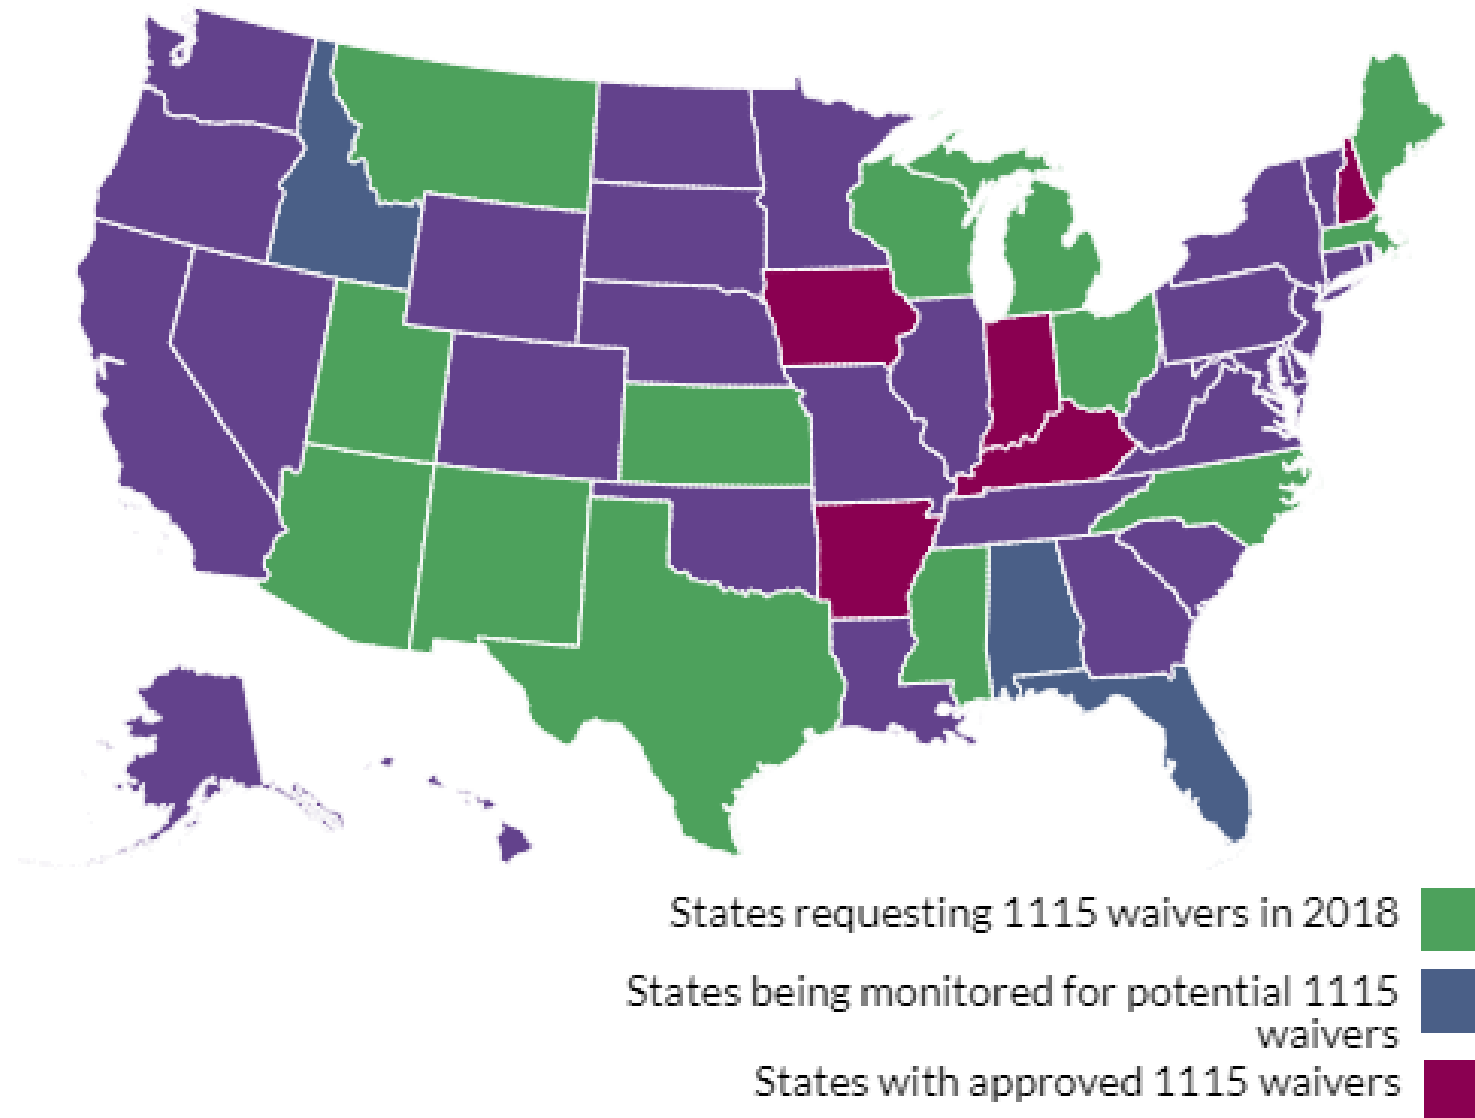 States requesting 1115 waivers in 2018
States being monitored for potential 1115
waivers
States with approved 1115 waivers